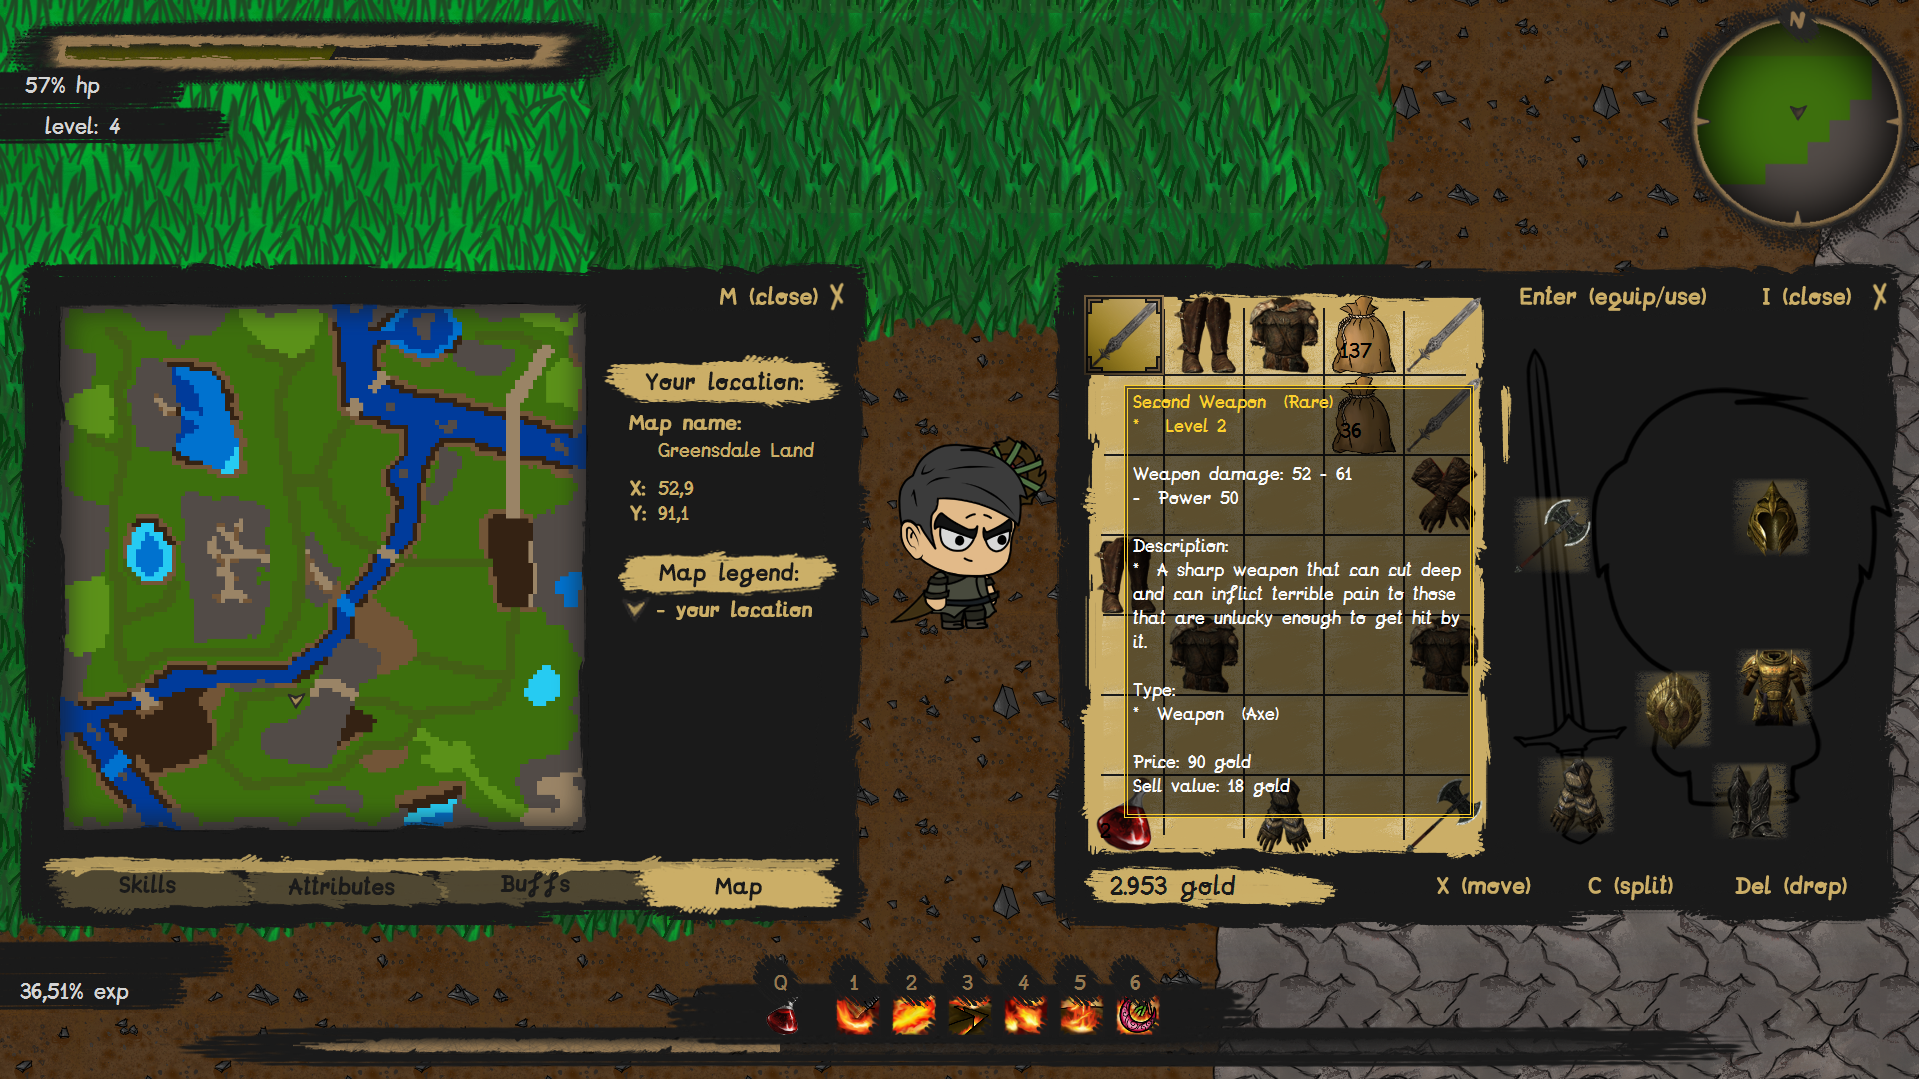 N
57% hp
level: 4
M (close) X
Your location:
Map name:
Greensdale Land
X: 52,9
Y: 91,1
Map legend:
- your location
Skills
Attributes
Buffs
Map
Enter (equip/use)
I (close) X
137
36
Second Weapon (Rare)
* Level 2
Weapon damage: 52 - 61
- Power 50
Description:
* A sharp weapon that can cut deep
and can inflict terrible pain to those
that are unlucky enough to get hit by
it.
Type:
* Weapon (Axe)
Price: 90 gold
Sell value: 18 gold
2
2.953 gold
X (move)
C (split)
Del (drop)
36,51% exp
Q
1
2
3
4
5
6